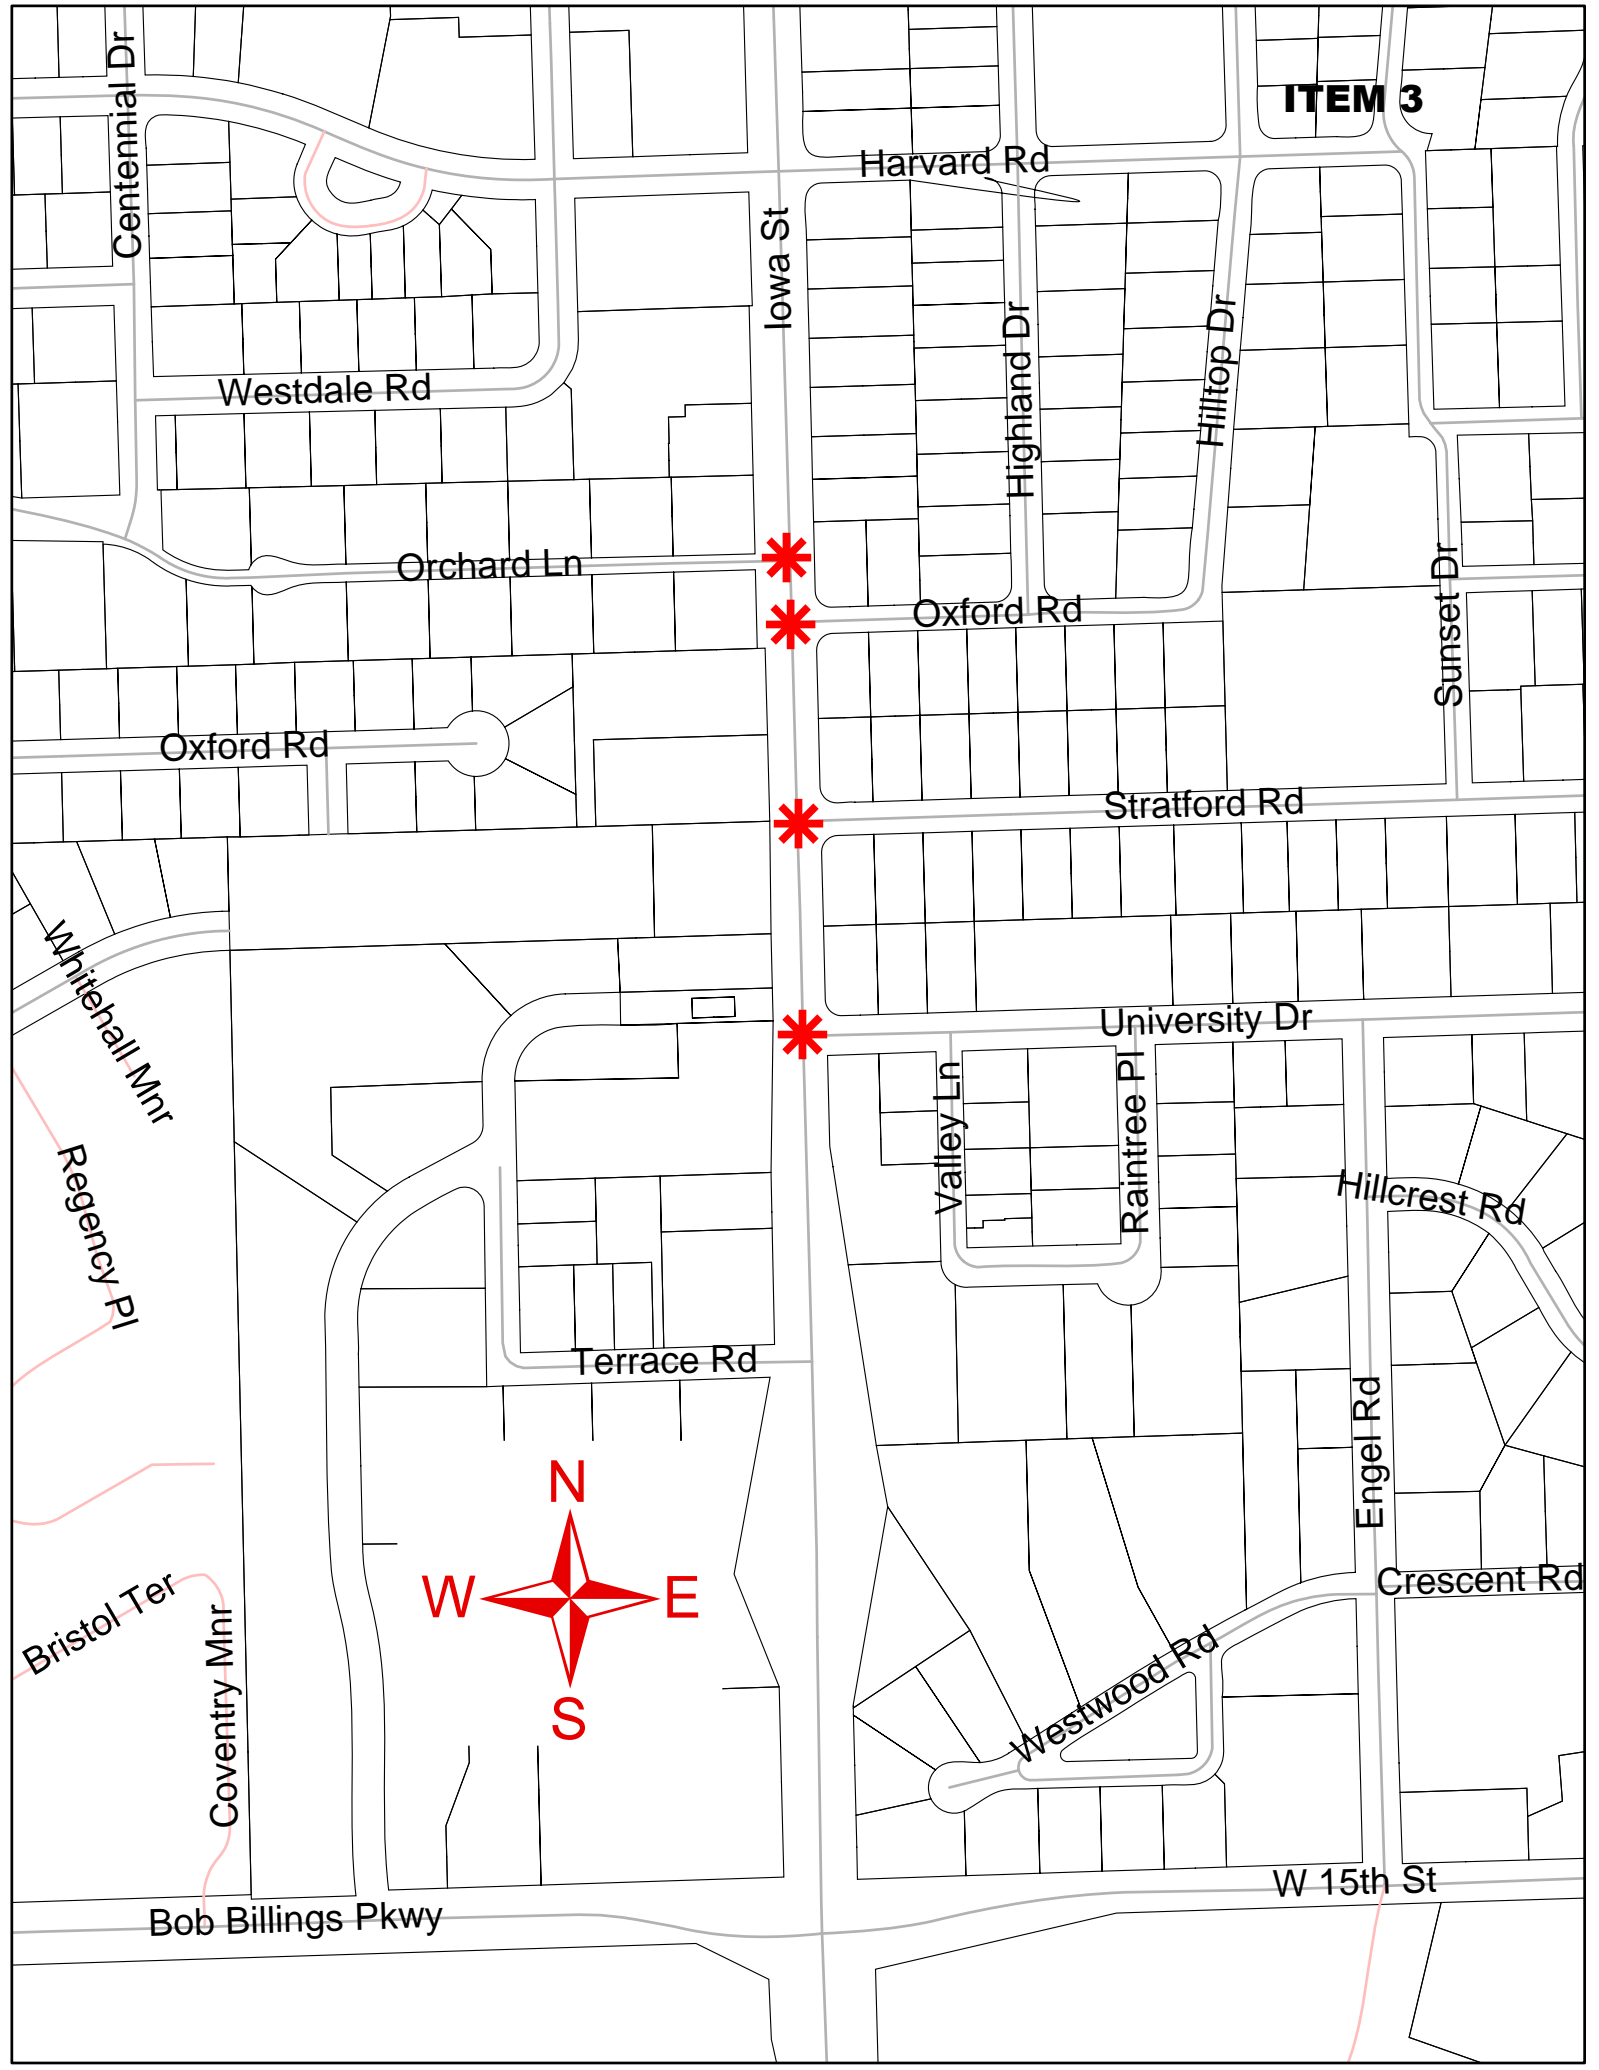 Centennial Dr
ITEM 3
Harvard Rd
Iowa St
Highland Dr
Hilltop Dr
Westdale Rd
Orchard Ln
Oxford Rd
Sunset Dr
Oxford Rd
Stratford Rd
Whitehall Mnr
University Dr
Valley Ln
Raintree Pl
Regency Pl
Hillcrest Rd
Terrace Rd
Engel Rd
N
W
E
S
Crescent Rd
Bristol Ter
Coventry Mnr
Westwood Rd
W 15th St
Bob Billings Pkwy